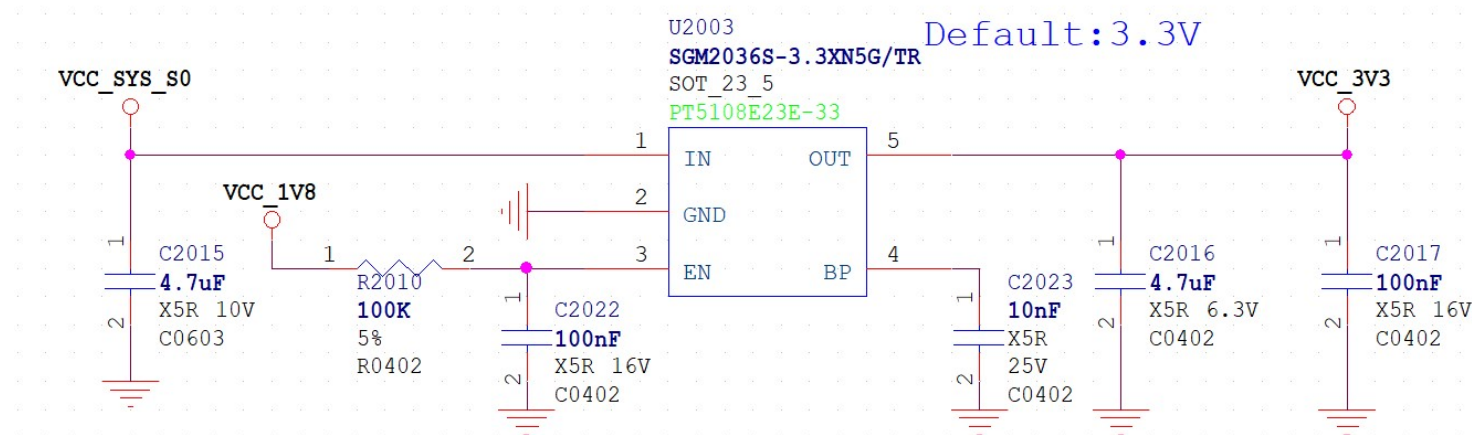 U2003
SGM2036S-3.3XN5G/TR
SOT_23_5
PT5108E23E-33
Default:3.3V
VCC_SYS_S0
VCC_3V3
1
IN
OUT
5
VCC_1V8
2
GND
1
2
3
EN
BP
4
R2010
100K
5%
R0402
1
2
C2015
4.7uF
X5R 10V
C0603
1
2
C2022
100nF
X5R 16V
C0402
1
2
C2023
10nF
X5R
25V
C0402
1
2
C2016
4.7uF
X5R 6.3V
C0402
1
2
C2017
100nF
X5R 16V
C0402